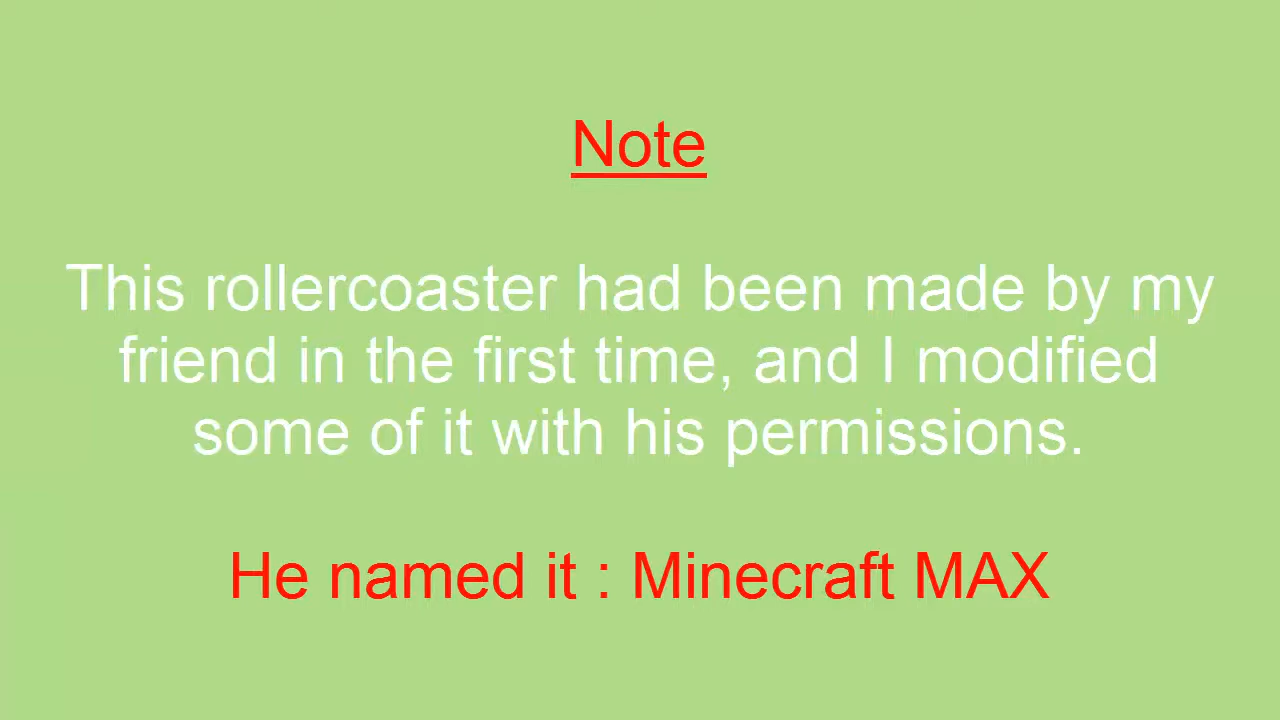 Note
This rollercoaster had been made by my
friend in the first time, and I modified
some of it with his permissions.
He named it : Minecraft MAX